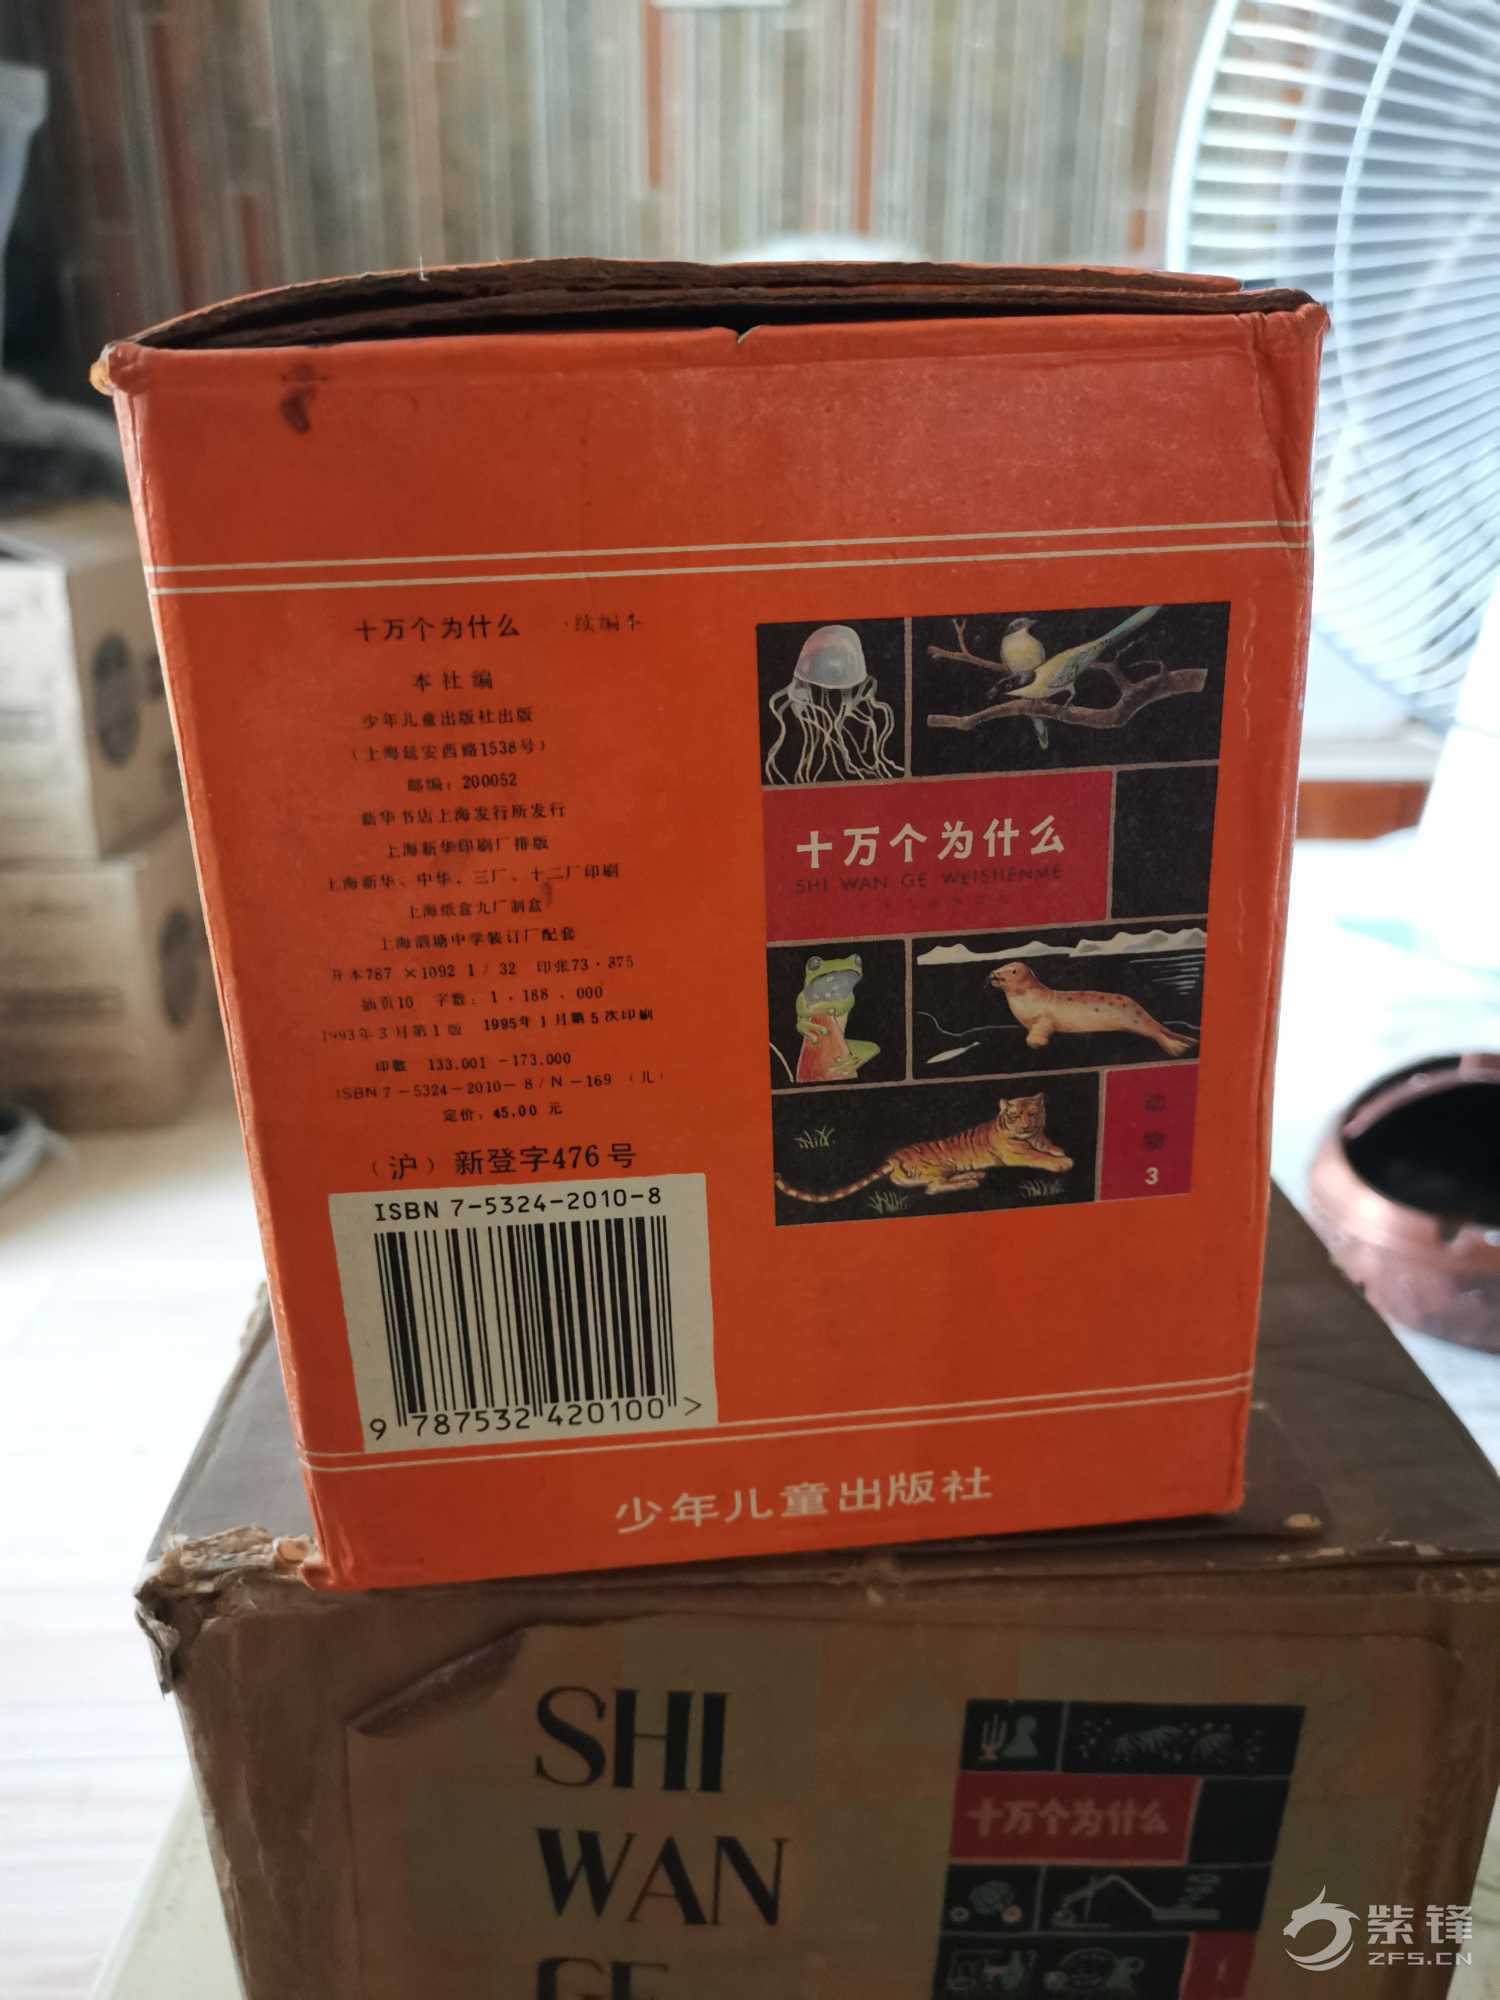 十万个为什么 续编本
本社编
少年儿童出版社出版
(上海延安西路1538号)
邮编：200052
新华书店上海发行所发行
上海新华印刷厂排版
上海新华、中华、三厂、十二厂印刷
上海纸盒九厂制盒
上海泗塘中学装订厂配套
开本787×1092 1/32 印张73·875
插页10 字数：1,188,000
1993年3月第1版 1995年1月第5次印刷
印数 133,001-173,000
ISBN7-5324-2010-8/N-169（儿）
定价：45.00元
（沪）新登字476号
ISBN 7-5324-2010-8
9 787532 420100 >
十万个为什么
SHI WAN GE WEISHENME
动物
3
少年儿童出版社
SHI
WAN
GE
十万个为什么
1
紫锋
ZFS.CN